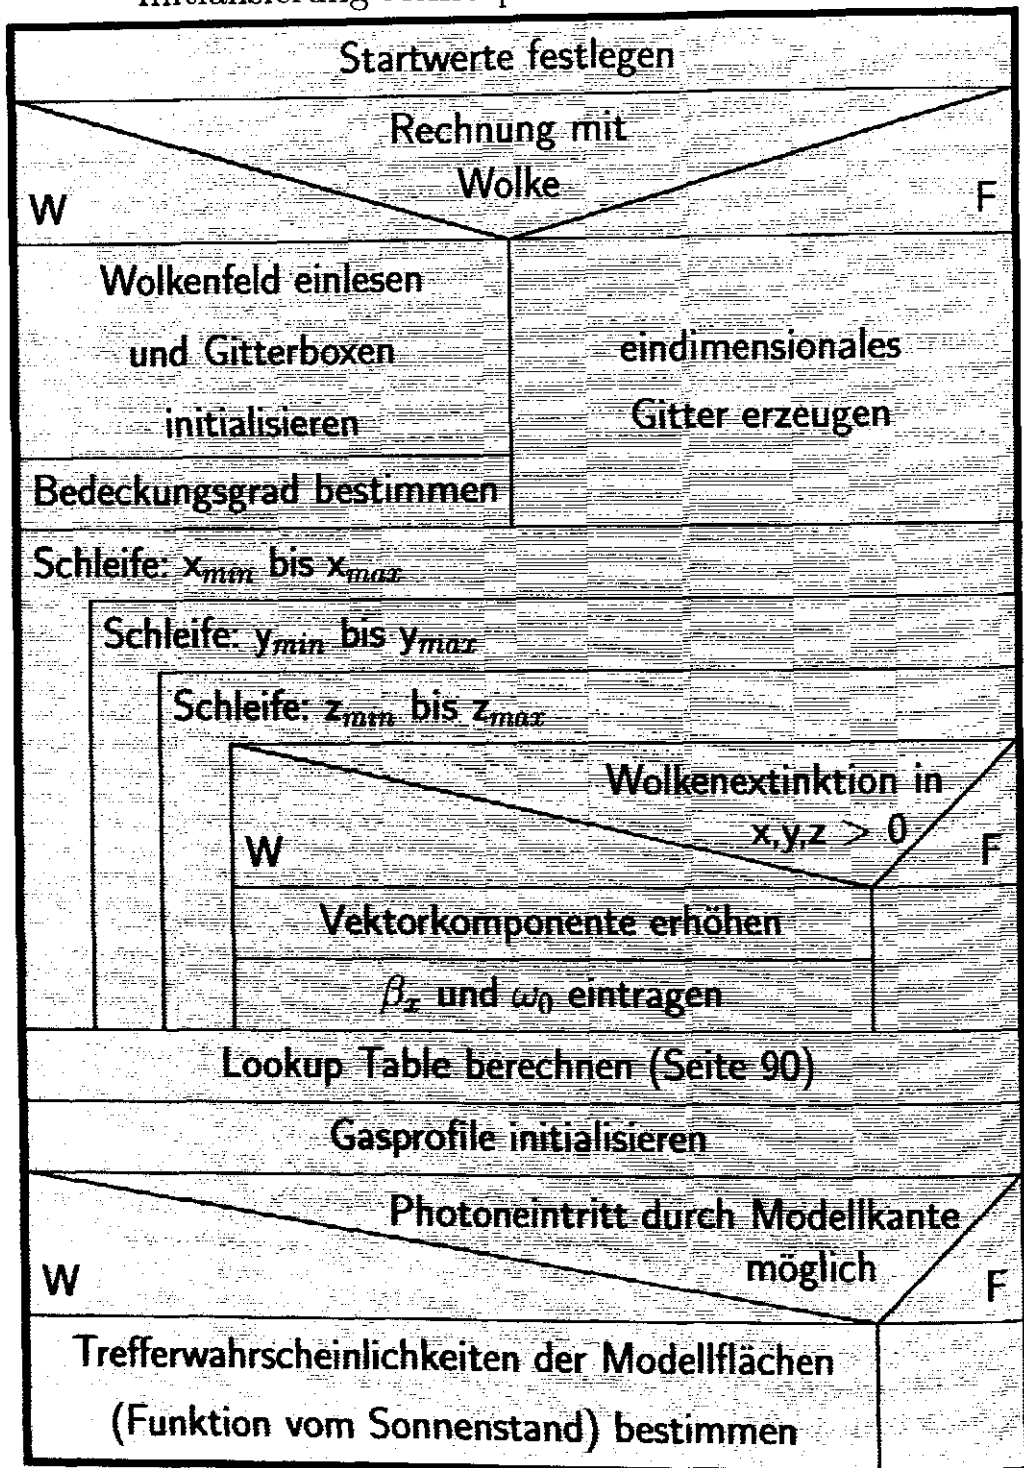 Startwerte festlegen
Rechnung mit
Wolke
W
F
Wolkenfeld einlesen
und Gitterboxen
initialisieren
Bedeckungsgrad bestimmen
eindimensionales
Gitter erzeugen
Schleife: x_min bis x_max
Schleife: y_min bis y_max
Schleife: z_min bis z_max
Wolkenextinktion in
x,y,z > 0
W
F
Vektorkomponente erhöhen
β_x und ω_0 eintragen
Lookup Table berechnen (Seite 90)
Gasprofile initialisieren
Photoneintritt durch Modellkante
möglich
W
F
Trefferwahrscheinlichkeiten der Modellflächen
(Funktion vom Sonnenstand) bestimmen